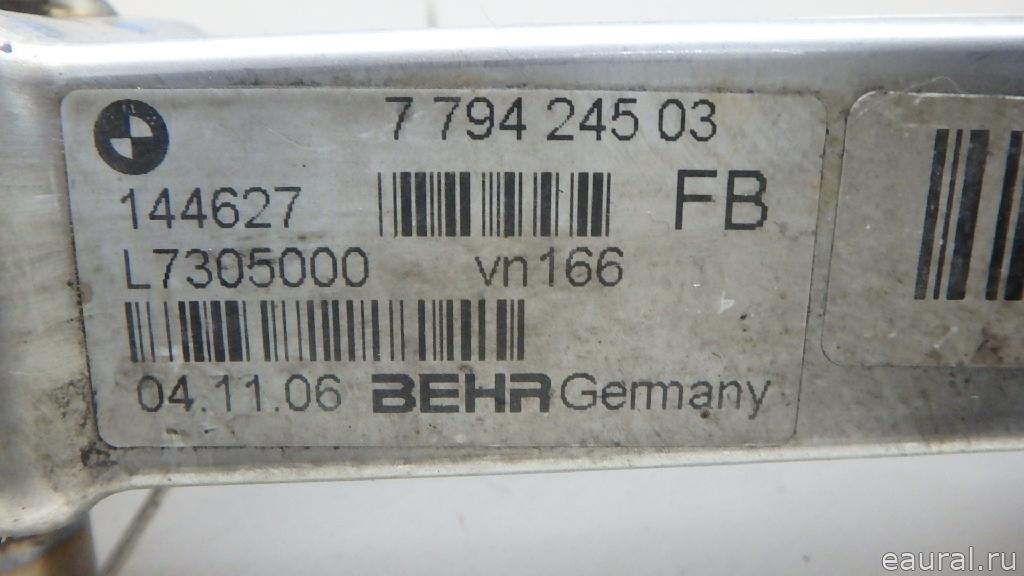 7 794 245 03
144627
FB
L7305000 vn166
04.11.06 BEHR Germany
eaural.ru